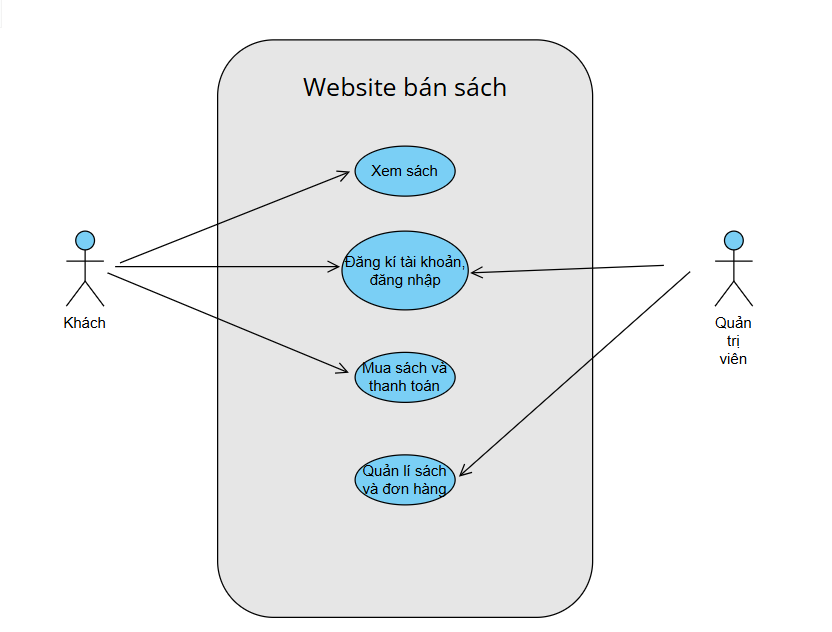 Website bán sách
Xem sách
Đăng kí tài khoản,
đăng nhập
Khách
Quản
trị
viên
Mua sách và
thanh toán
Quản lí sách
và đơn hàng